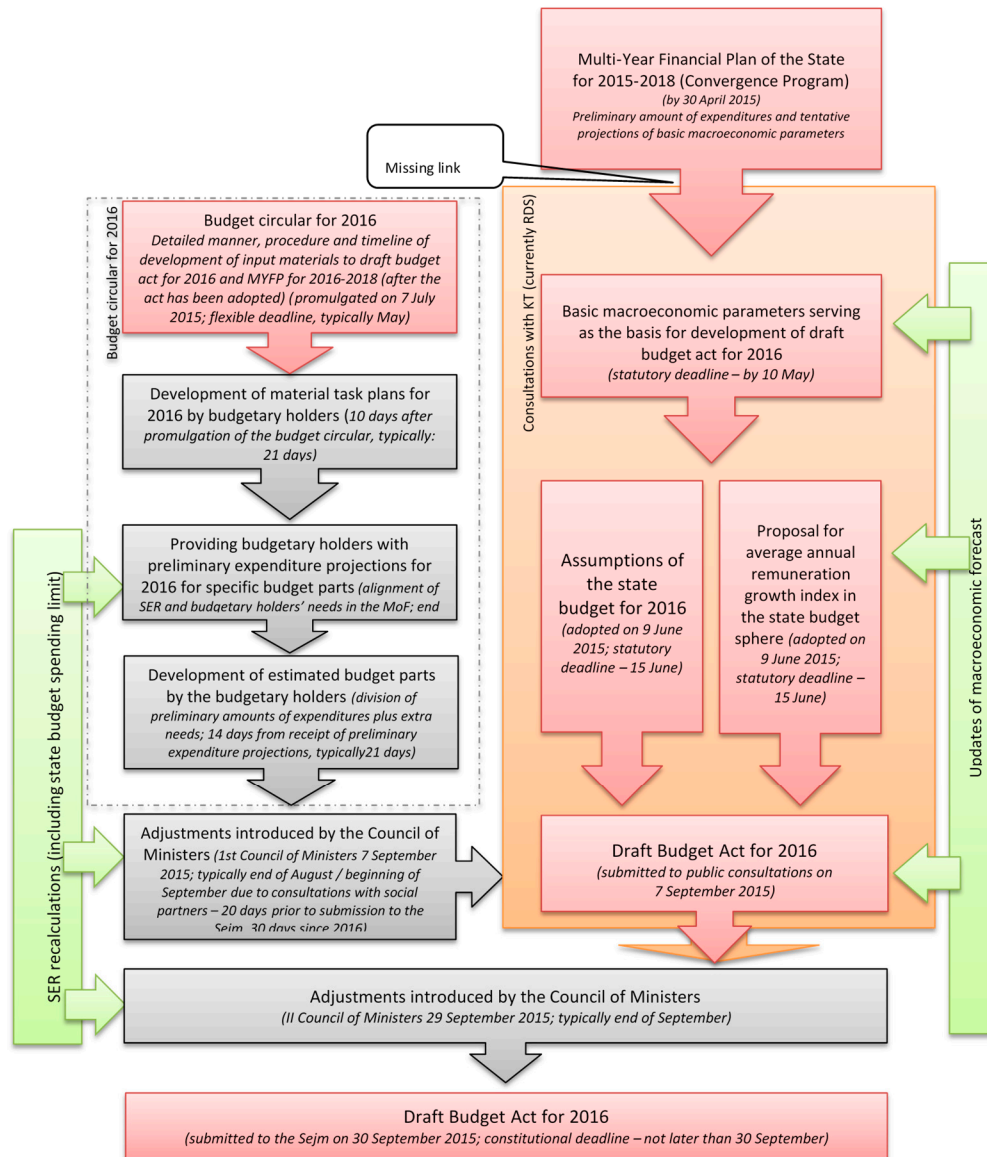 Multi-Year Financial Plan of the State
for 2015-2018 (Convergence Program)
(by 30 April 2015)
Preliminary amount of expenditures and tentative
projections of basic macroeconomic parameters
Missing link
Budget circular for 2016
Budget circular for 2016
Detailed manner, procedure and timeline of
development of input materials to draft budget
act for 2016 and MYFP for 2016-2018 (after the
act has been adopted) (promulgated on 7 July
2015; flexible deadline, typically May)
Development of material task plans for
2016 by budgetary holders (10 days after
promulgation of the budget circular, typically:
21 days)
Providing budgetary holders with
preliminary expenditure projections for
2016 for specific budget parts (alignment of
SER and budgetary holders' needs in the MoF; end
Development of estimated budget parts
by the budgetary holders (division of
preliminary amounts of expenditures plus extra
needs; 14 days from receipt of preliminary
expenditure projections, typically21 days)
Adjustments introduced by the Council of
Ministers (1st Council of Ministers 7 September
2015; typically end of August / beginning of
September due to consultations with social
partners – 20 days prior to submission to the
Sejm, 30 days since 2016)
SER recalculations (including state budget spending limit)
Consultations with KT (currently RDS)
Basic macroeconomic parameters serving
as the basis for development of draft
budget act for 2016
(statutory deadline – by 10 May)
Assumptions of
the state
budget for 2016
(adopted on 9 June
2015; statutory
deadline – 15 June)
Proposal for
average annual
remuneration
growth index in
the state budget
sphere (adopted on
9 June 2015;
statutory deadline –
15 June)
Draft Budget Act for 2016
(submitted to public consultations on
7 September 2015)
Updates of macroeconomic forecast
Adjustments introduced by the Council of Ministers
(II Council of Ministers 29 September 2015; typically end of September)
Draft Budget Act for 2016
(submitted to the Sejm on 30 September 2015; constitutional deadline – not later than 30 September)